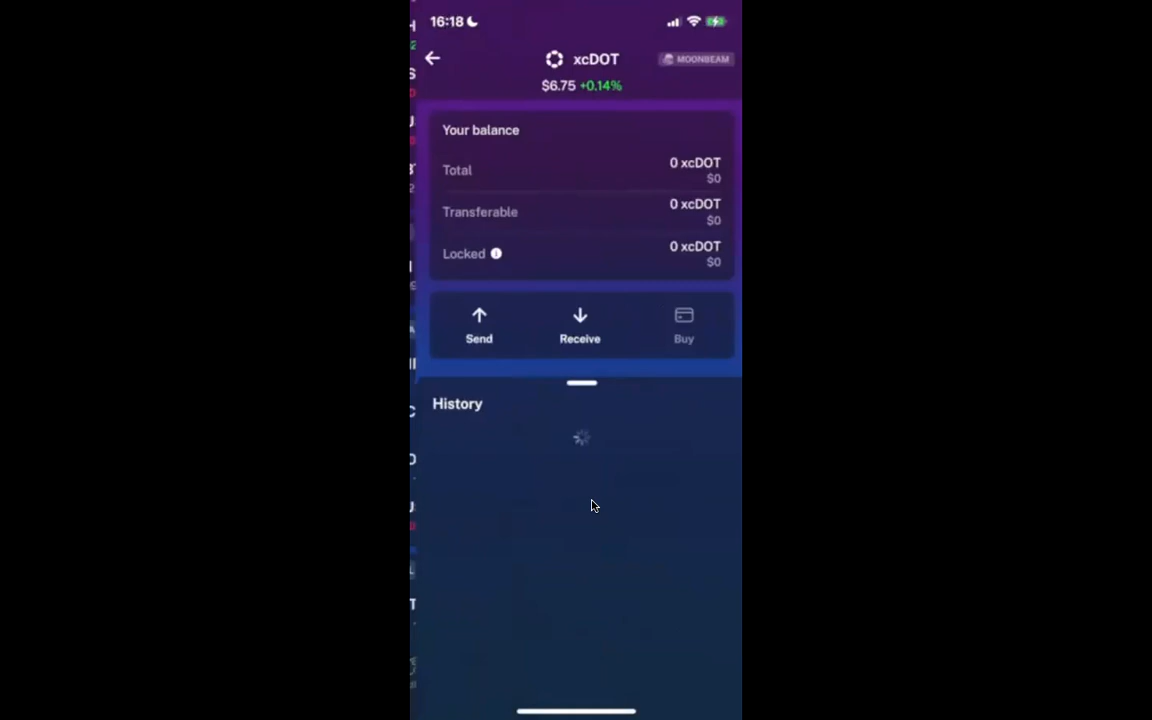 16:18
xcDOT
MOONBEAM
$6.75 +0.14%
Your balance
Total
0 xcDOT
$0
Transferable
0 xcDOT
$0
Locked
0 xcDOT
$0
Send
Receive
Buy
History